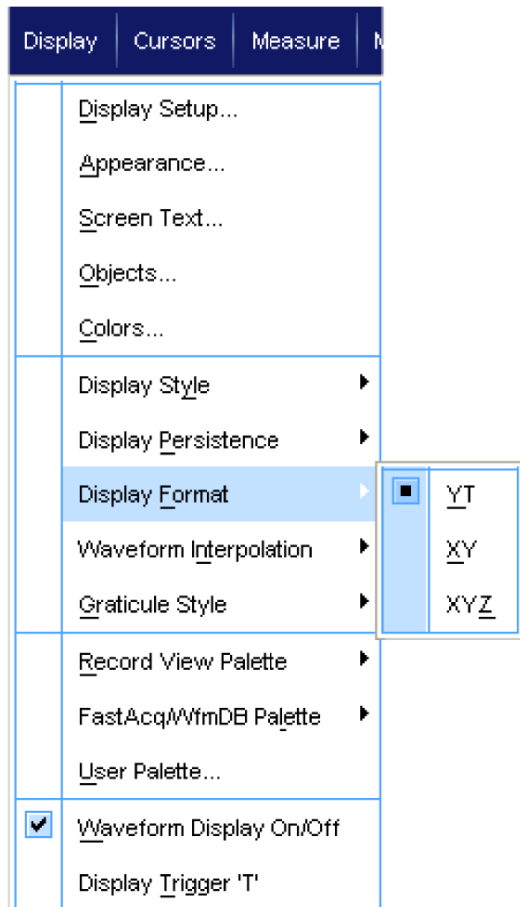 Display Cursors Measure
Display Setup...
Appearance...
Screen Text...
Objects...
Colors...
Display Style
Display Persistence
Display Format
YT
XY
XYZ
Waveform Interpolation
Graticule Style
Record View Palette
FastAcq/WfmDB Palette
User Palette...
Waveform Display On/Off
Display Trigger 'T'